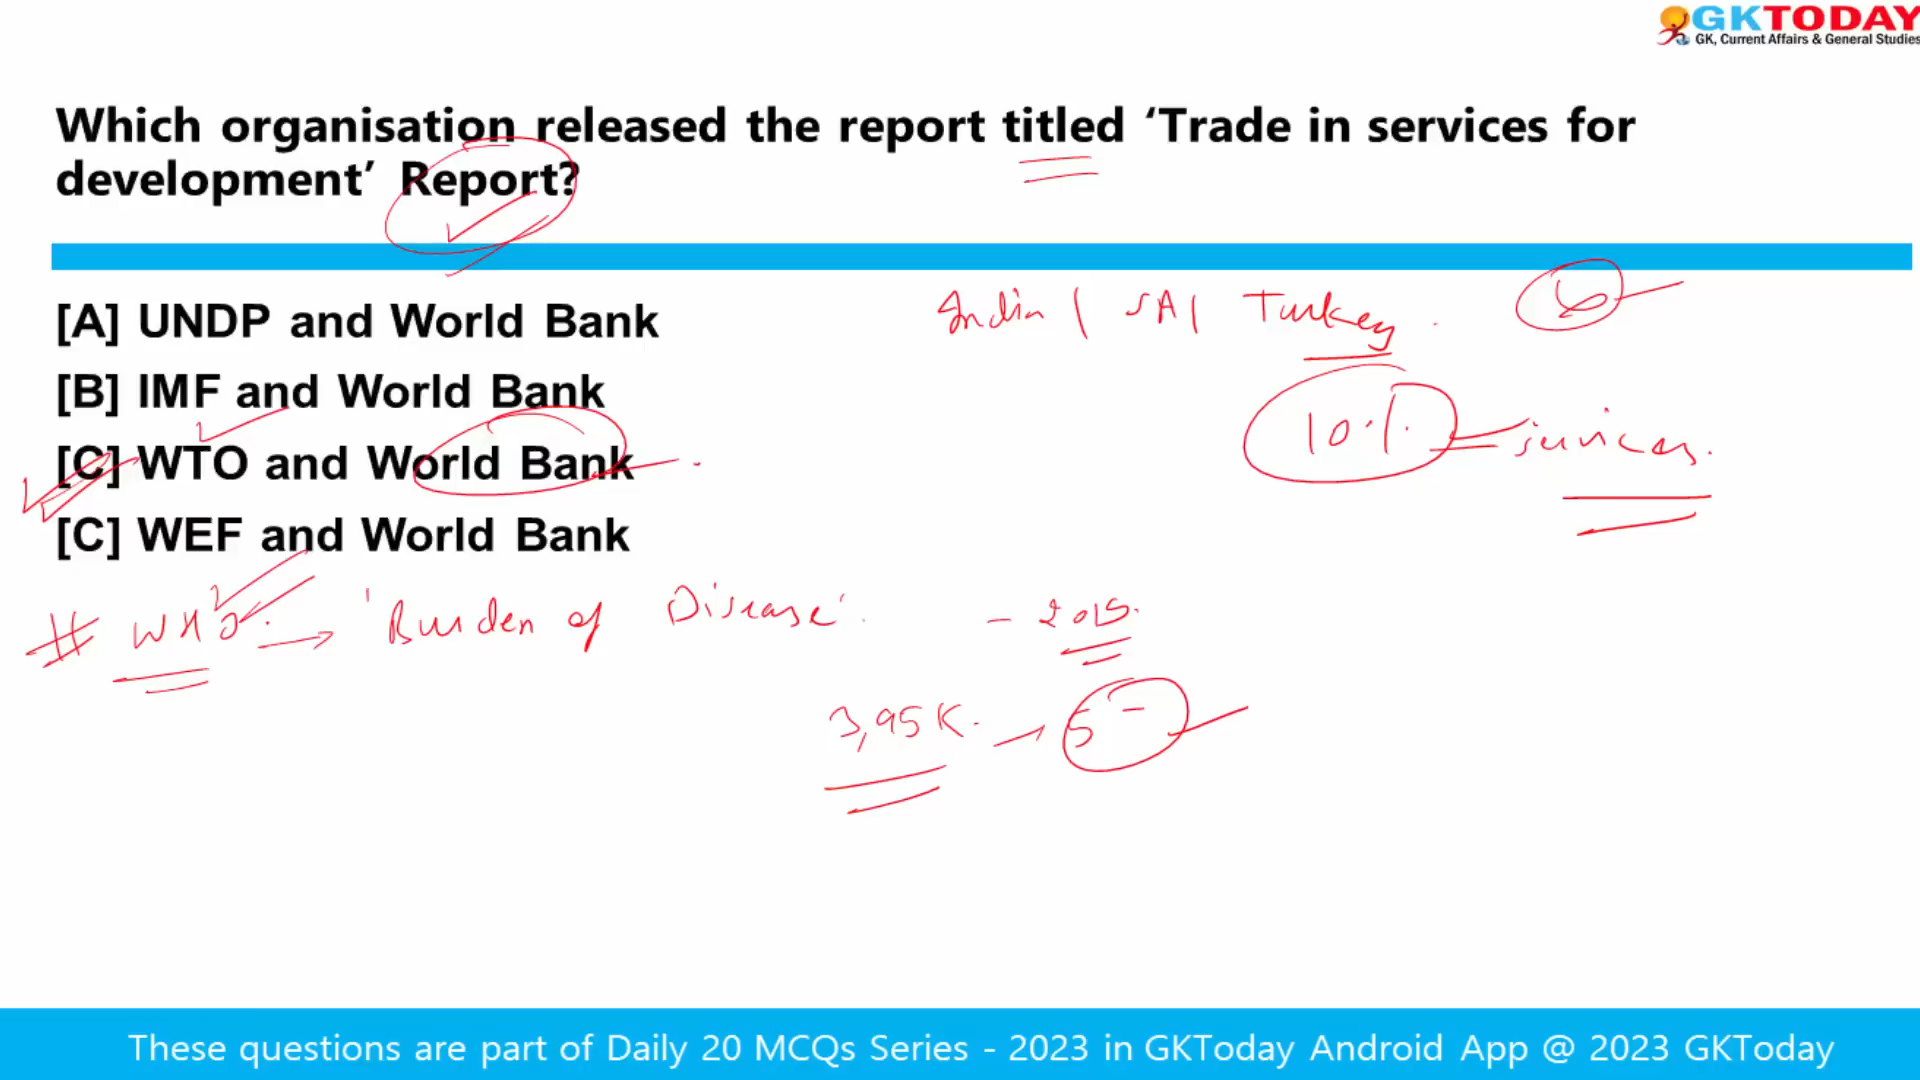 GKTODAY
GK, Current Affairs & General Studies
Which organisation released the report titled ‘Trade in services for
development’ Report?
[A] UNDP and World Bank
India | SA | Turkey
[B] IMF and World Bank
10%. services.
[C] WTO and World Bank
[C] WEF and World Bank
# WHO. → 'Burden of Disease'. - 2019.
3,95K. → 5
These questions are part of Daily 20 MCQs Series - 2023 in GKToday Android App @ 2023 GKToday